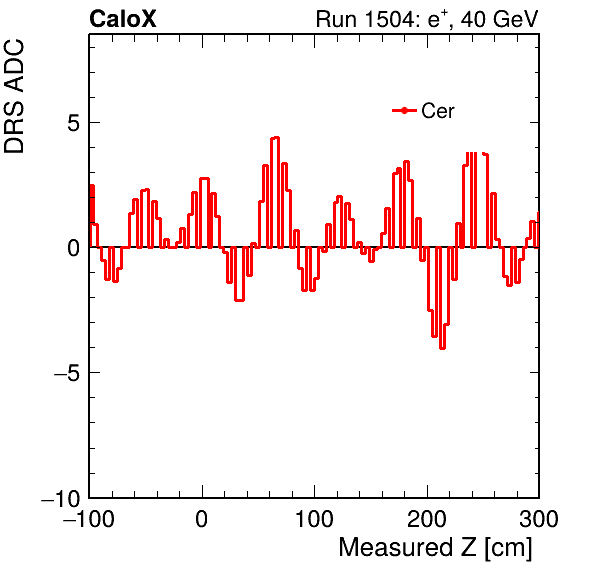 CaloX
Run 1504: e+, 40 GeV
DRS ADC
Cer
5
0
−5
−10
−100 0 100 200 300
Measured Z [cm]